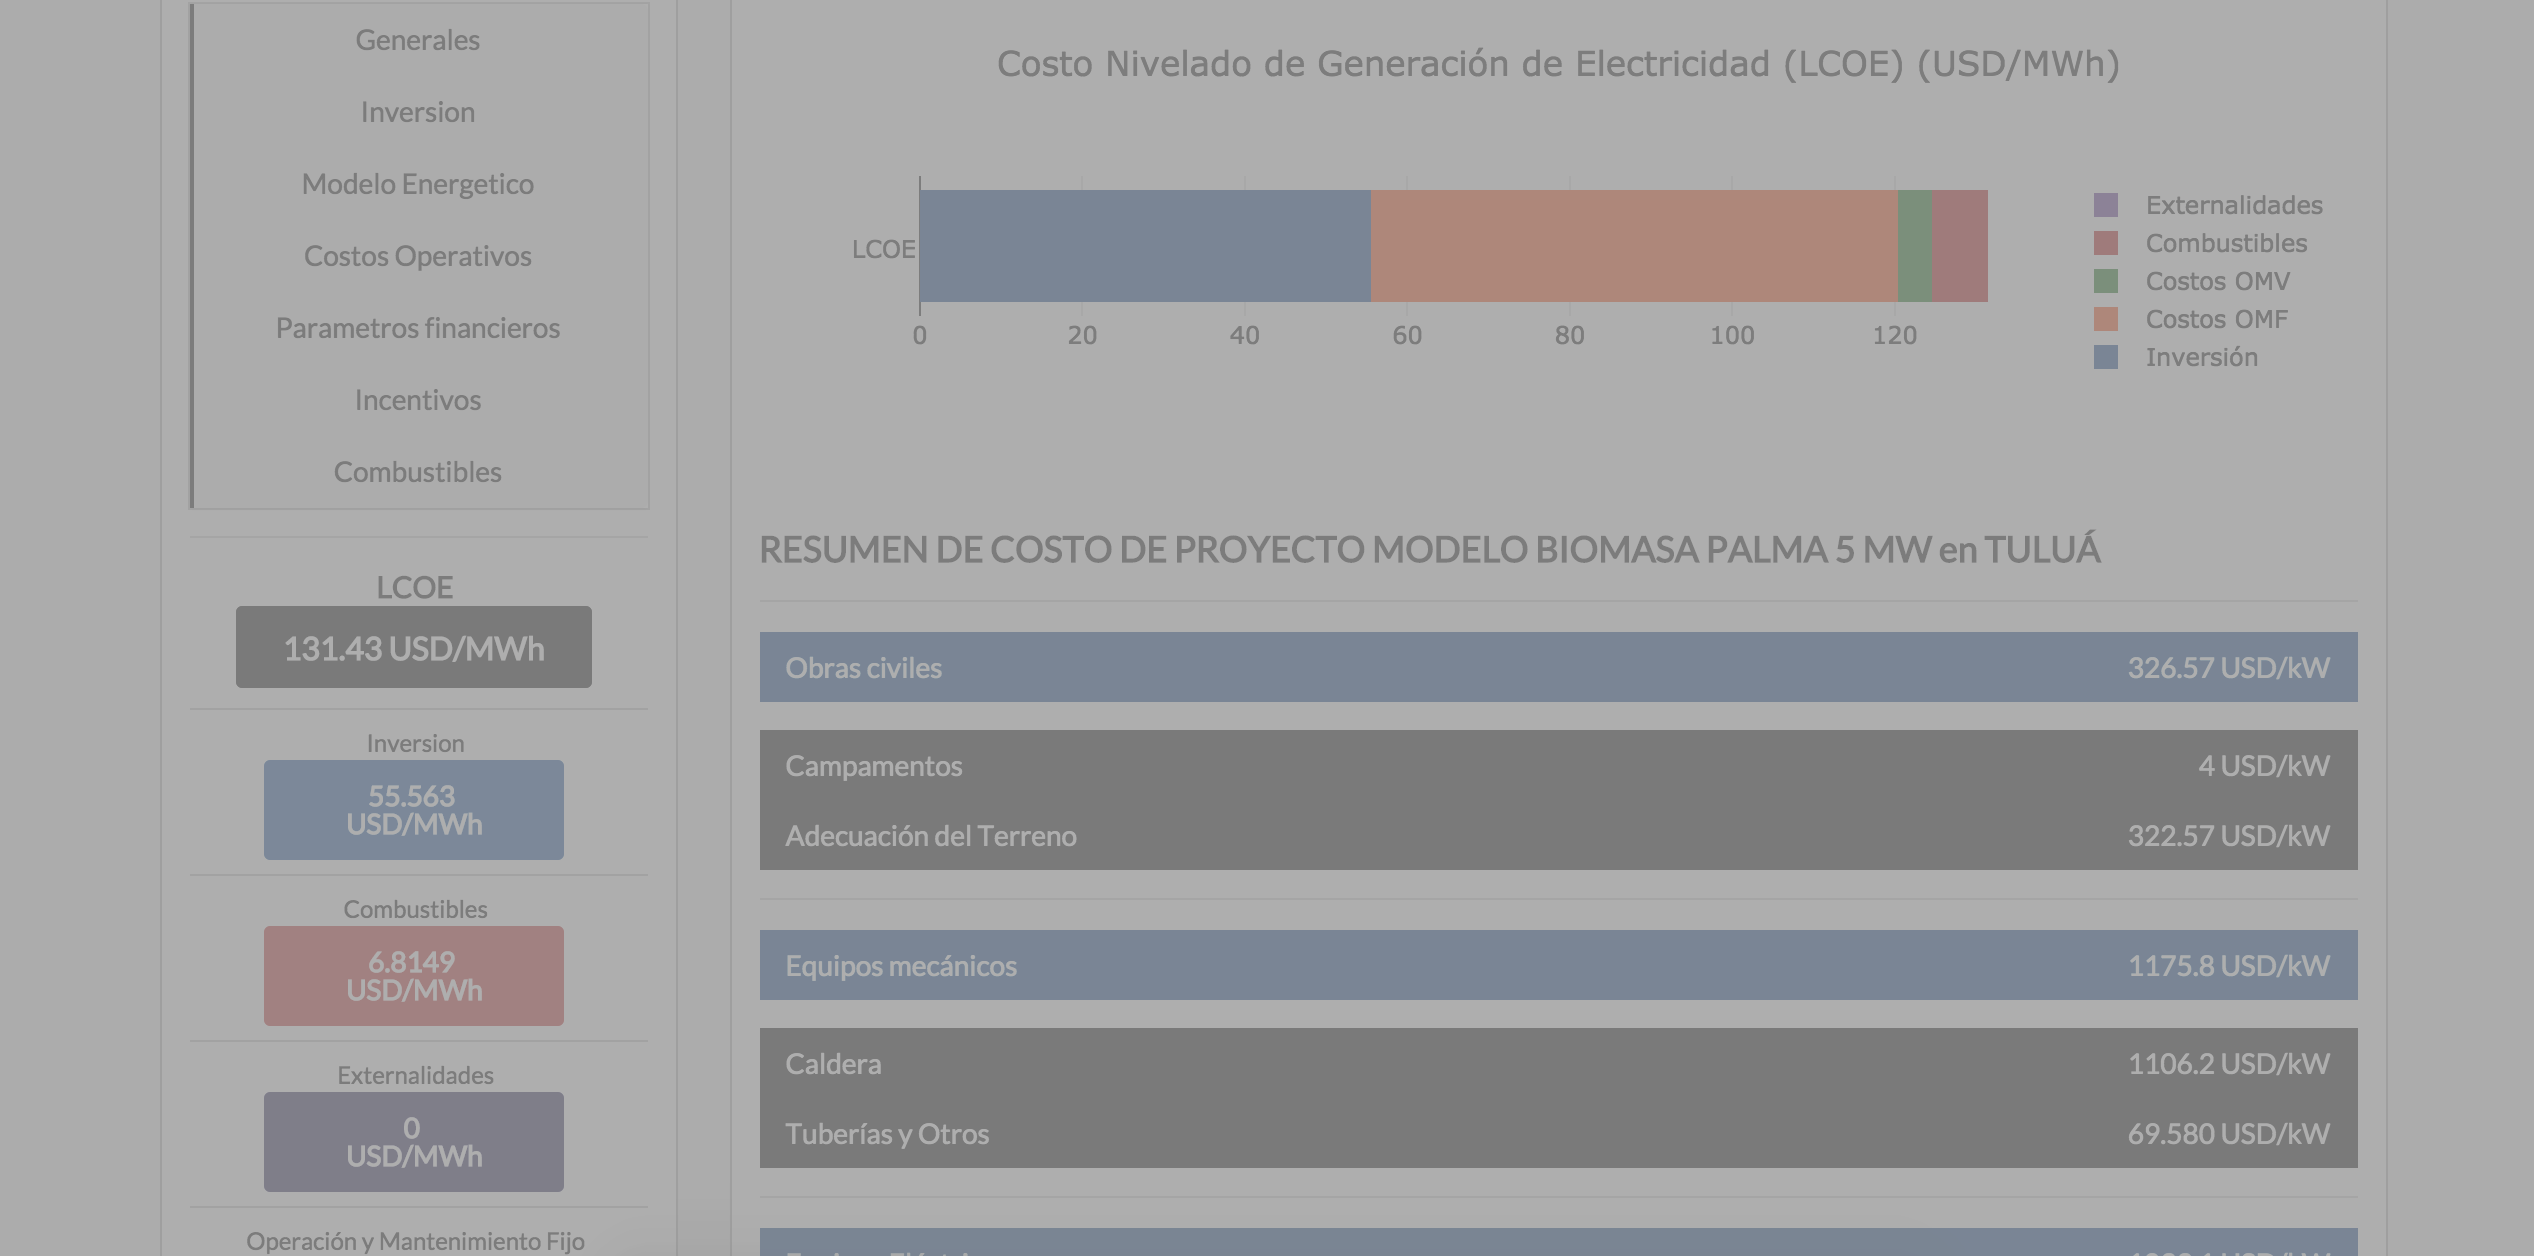 Generales
Inversion
Modelo Energetico
Costos Operativos
Parametros financieros
Incentivos
Combustibles
LCOE
131.43 USD/MWh
Inversion
55.563
USD/MWh
Combustibles
6.8149
USD/MWh
Externalidades
0
USD/MWh
Operación y Mantenimiento Fijo
Costo Nivelado de Generación de Electricidad (LCOE) (USD/MWh)
LCOE
0 20 40 60 80 100 120
Externalidades
Combustibles
Costos OMV
Costos OMF
Inversión
RESUMEN DE COSTO DE PROYECTO MODELO BIOMASA PALMA 5 MW en TULUÁ
Obras civiles 326.57 USD/kW
Campamentos 4 USD/kW
Adecuación del Terreno 322.57 USD/kW
Equipos mecánicos 1175.8 USD/kW
Caldera 1106.2 USD/kW
Tuberías y Otros 69.580 USD/kW